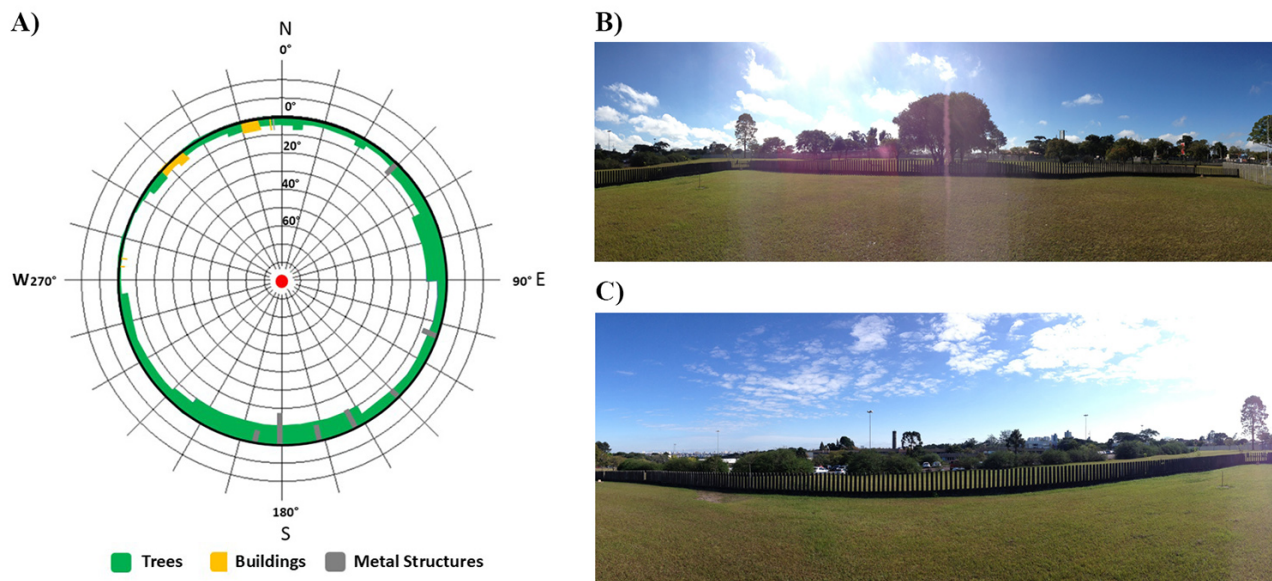 A)
N
0°
0°
20°
40°
60°
W270°
90° E
180°
S
Trees
Buildings
Metal Structures
B)
C)